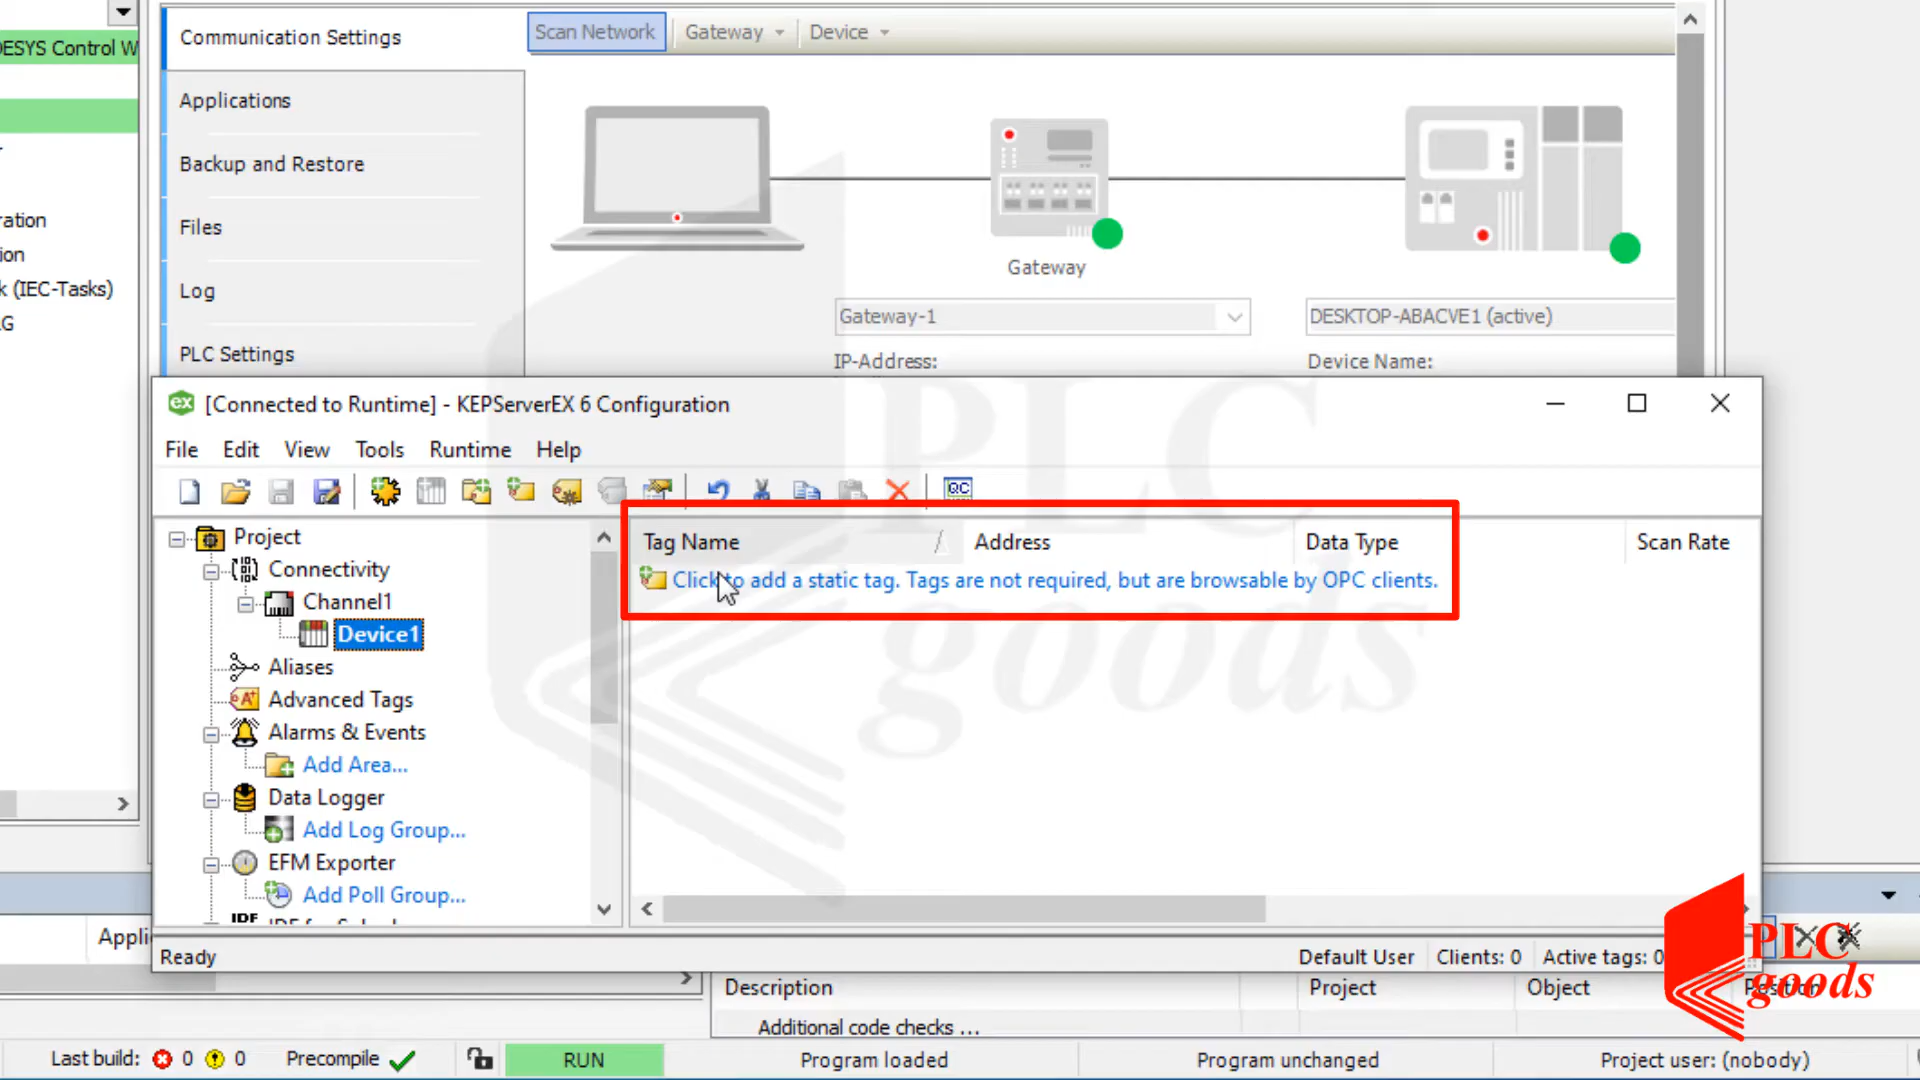 ESYS Control W
Communication Settings
Scan Network
Gateway
Device
Applications
Backup and Restore
ration
Files
ion
Gateway
k (IEC-Tasks)
Log
G
Gateway-1
DESKTOP-ABACVE1 (active)
PLC Settings
IP-Address:
Device Name:
[Connected to Runtime] - KEPServerEX 6 Configuration
File Edit View Tools Runtime Help
Project
Tag Name
Address
Data Type
Scan Rate
Connectivity
Click to add a static tag. Tags are not required, but are browsable by OPC clients.
Channel1
Device1
Aliases
Advanced Tags
Alarms & Events
Add Area...
Data Logger
Add Log Group...
EFM Exporter
Add Poll Group...
PLC
goods
Appli
Ready
Default User
Clients: 0
Active tags: 0
PLC
goods
Description
Project
Object
Position
Additional code checks ...
Last build: 0 0
Precompile
RUN
Program loaded
Program unchanged
Project user: (nobody)